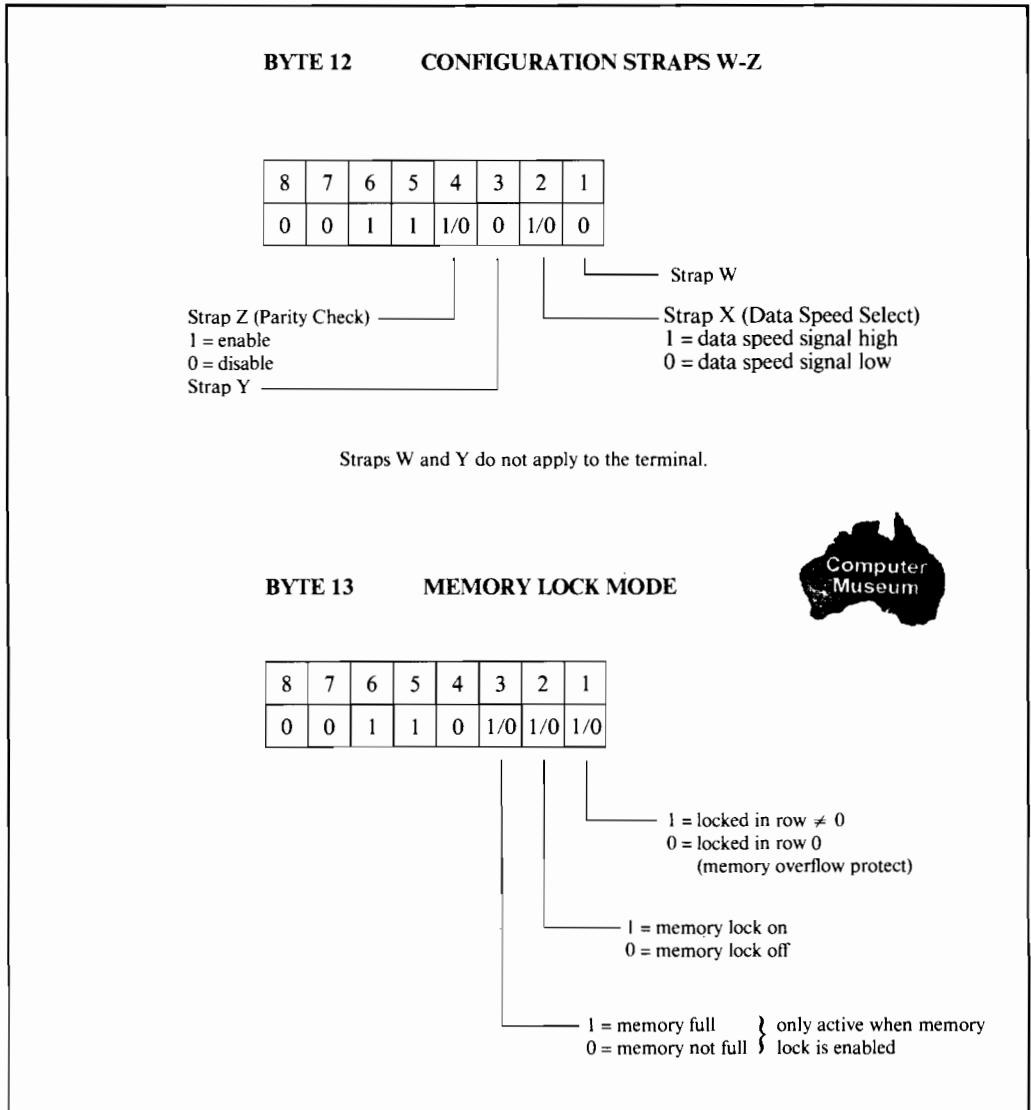 BYTE 12 CONFIGURATION STRAPS W-Z
8 7 6 5 4 3 2 1
0 0 1 1 1/0 0 1/0 0
Strap W
Strap Z (Parity Check)
1 = enable
0 = disable
Strap Y
Strap X (Data Speed Select)
1 = data speed signal high
0 = data speed signal low
Straps W and Y do not apply to the terminal.
Computer
Museum
BYTE 13 MEMORY LOCK MODE
8 7 6 5 4 3 2 1
0 0 1 1 0 1/0 1/0 1/0
1 = locked in row ≠ 0
0 = locked in row 0
(memory overflow protect)
1 = memory lock on
0 = memory lock off
1 = memory full } only active when memory
0 = memory not full } lock is enabled